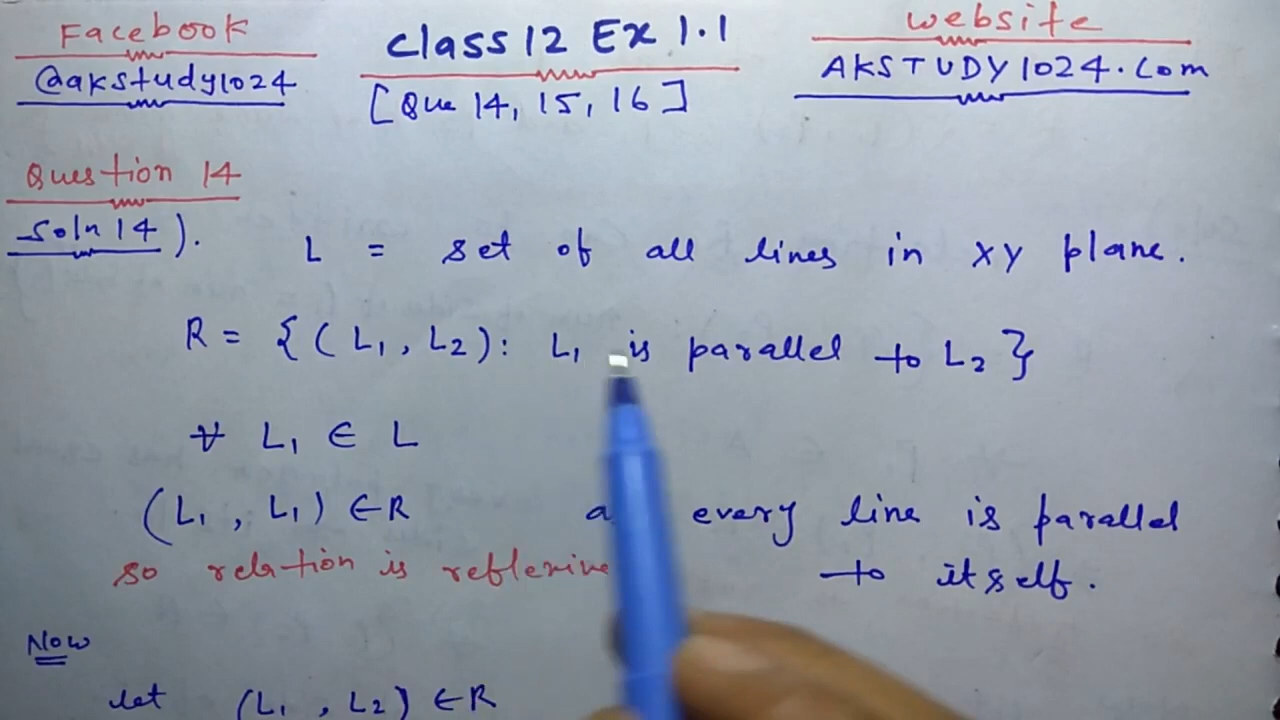 Facebook
@akstudy1024
Class 12 Ex 1.1
[Que 14, 15, 16]
website
AKSTUDY1024.Com
Question 14
Soln 14).
L = set of all lines in xy plane.
R = {(L₁, L₂): L₁ is parallel to L₂}
∀ L₁ ∈ L
(L₁, L₁) ∈ R every line is parallel
so relation is reflexive to itself.
Now
let (L₁, L₂) ∈ R